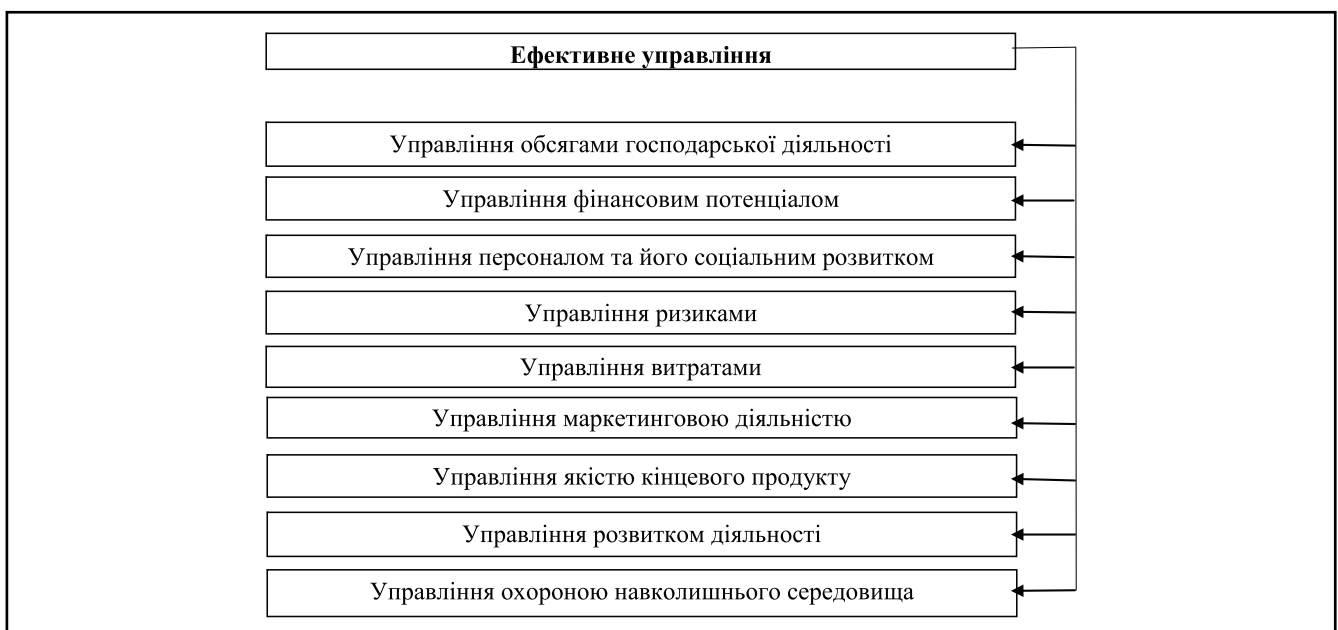 Ефективне управління
Управління обсягами господарської діяльності
Управління фінансовим потенціалом
Управління персоналом та його соціальним розвитком
Управління ризиками
Управління витратами
Управління маркетинговою діяльністю
Управління якістю кінцевого продукту
Управління розвитком діяльності
Управління охороною навколишнього середовища